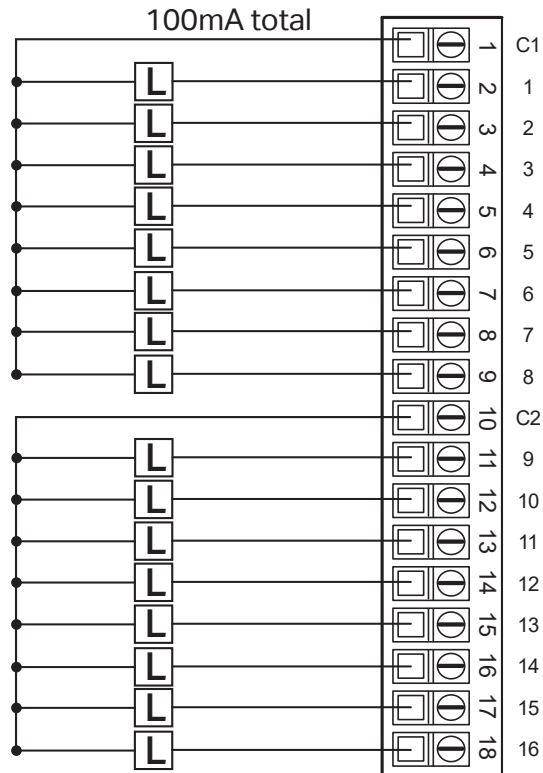 100mA total
1 C1
L 2 1
L 3 2
L 4 3
L 5 4
L 6 5
L 7 6
L 8 7
L 9 8
10 C2
L 11 9
L 12 10
L 13 11
L 14 12
L 15 13
L 16 14
L 17 15
L 18 16